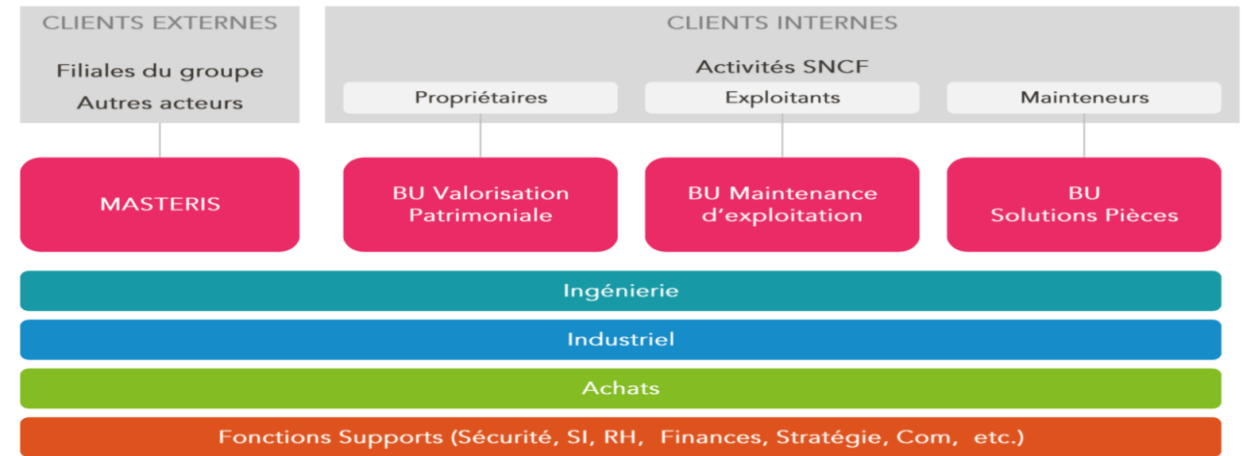 CLIENTS EXTERNES
Filiales du groupe
Autres acteurs
CLIENTS INTERNES
Activités SNCF
Propriétaires
Exploitants
Mainteneurs
MASTERIS
BU Valorisation
Patrimoniale
BU Maintenance
d'exploitation
BU
Solutions Pièces
Ingénierie
Industriel
Achats
Fonctions Supports (Sécurité, SI, RH, Finances, Stratégie, Com, etc.)